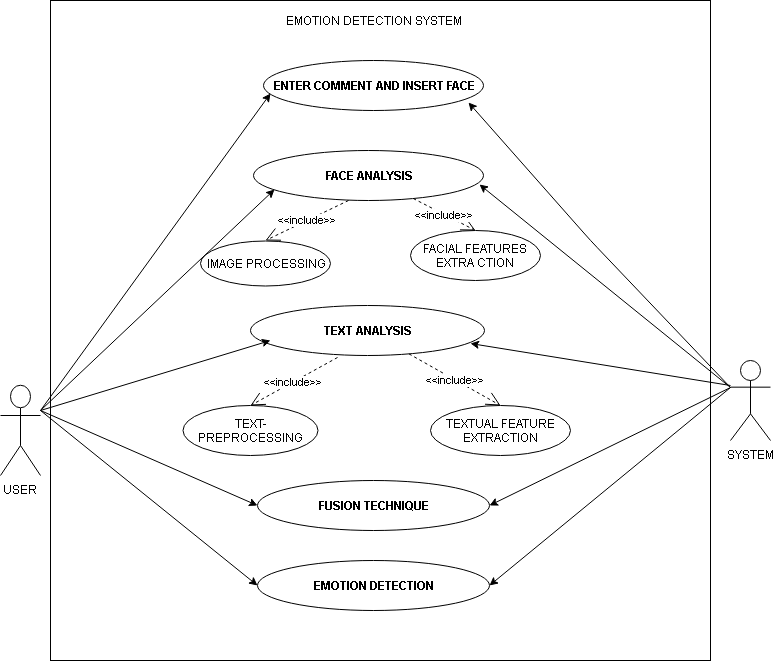 EMOTION DETECTION SYSTEM
ENTER COMMENT AND INSERT FACE
FACE ANALYSIS
<<include>>
<<include>>
IMAGE PROCESSING
FACIAL FEATURES
EXTRA CTION
TEXT ANALYSIS
<<include>>
<<include>>
TEXT-
PREPROCESSING
TEXTUAL FEATURE
EXTRACTION
USER
SYSTEM
FUSION TECHNIQUE
EMOTION DETECTION